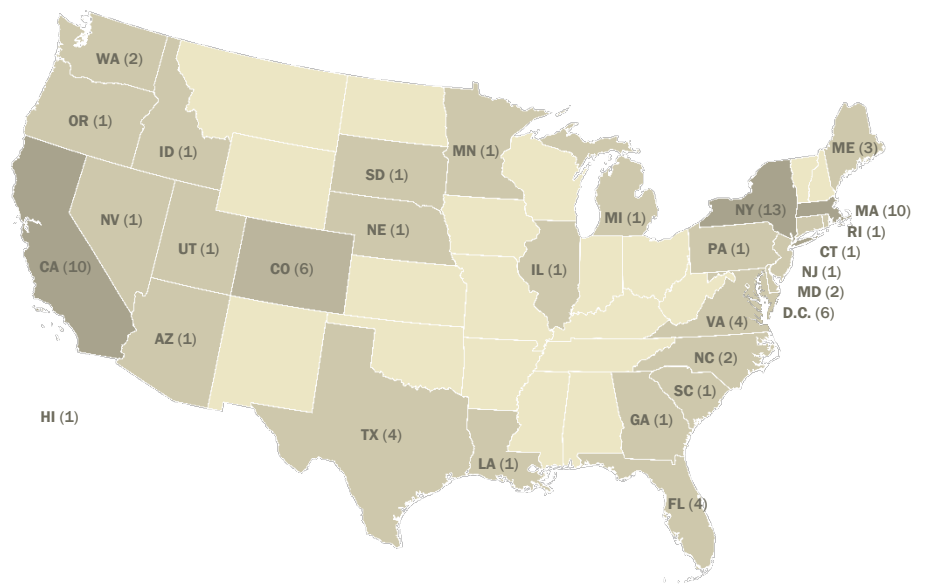 WA (2)
OR (1)
ID (1)
MN (1)
ME (3)
SD (1)
NV (1)
NE (1)
MI (1)
NY (13)
MA (10)
RI (1)
UT (1)
PA (1)
CT (1)
CA (10)
CO (6)
IL (1)
NJ (1)
MD (2)
D.C. (6)
AZ (1)
VA (4)
NC (2)
SC (1)
HI (1)
GA (1)
TX (4)
LA (1)
FL (4)